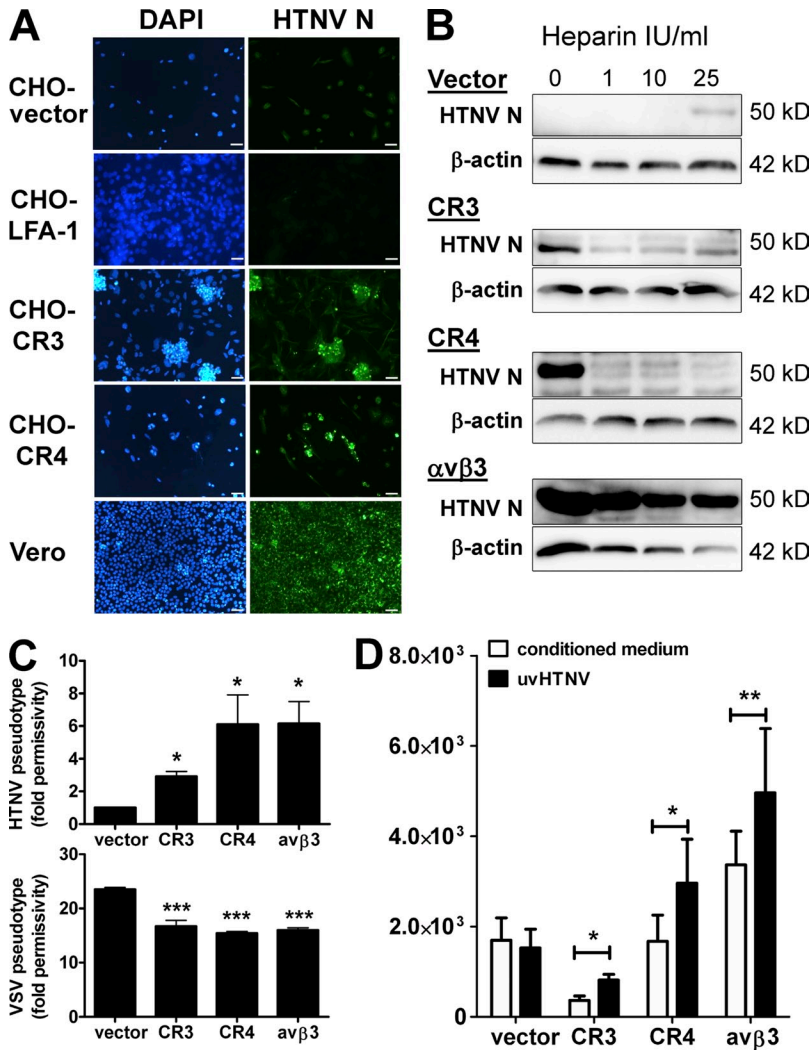 A
DAPI HTNV N
CHO-
vector
CHO-
LFA-1
CHO-
CR3
CHO-
CR4
Vero
B
Heparin IU/ml
Vector 0 1 10 25
HTNV N 50 kD
β-actin 42 kD
CR3
HTNV N 50 kD
β-actin 42 kD
CR4
HTNV N 50 kD
β-actin 42 kD
αvβ3
HTNV N 50 kD
β-actin 42 kD
C
HTNV pseudotype
(fold permissivity)
10
8
6
4
2
0
* * *
vector CR3 CR4 avβ3
VSV pseudotype
(fold permissivity)
30
20
10
0
*** *** ***
vector CR3 CR4 avβ3
D
conditioned medium
uvHTNV
8.0×10³
6.0×10³
4.0×10³
2.0×10³
0
* * **
vector CR3 CR4 avβ3